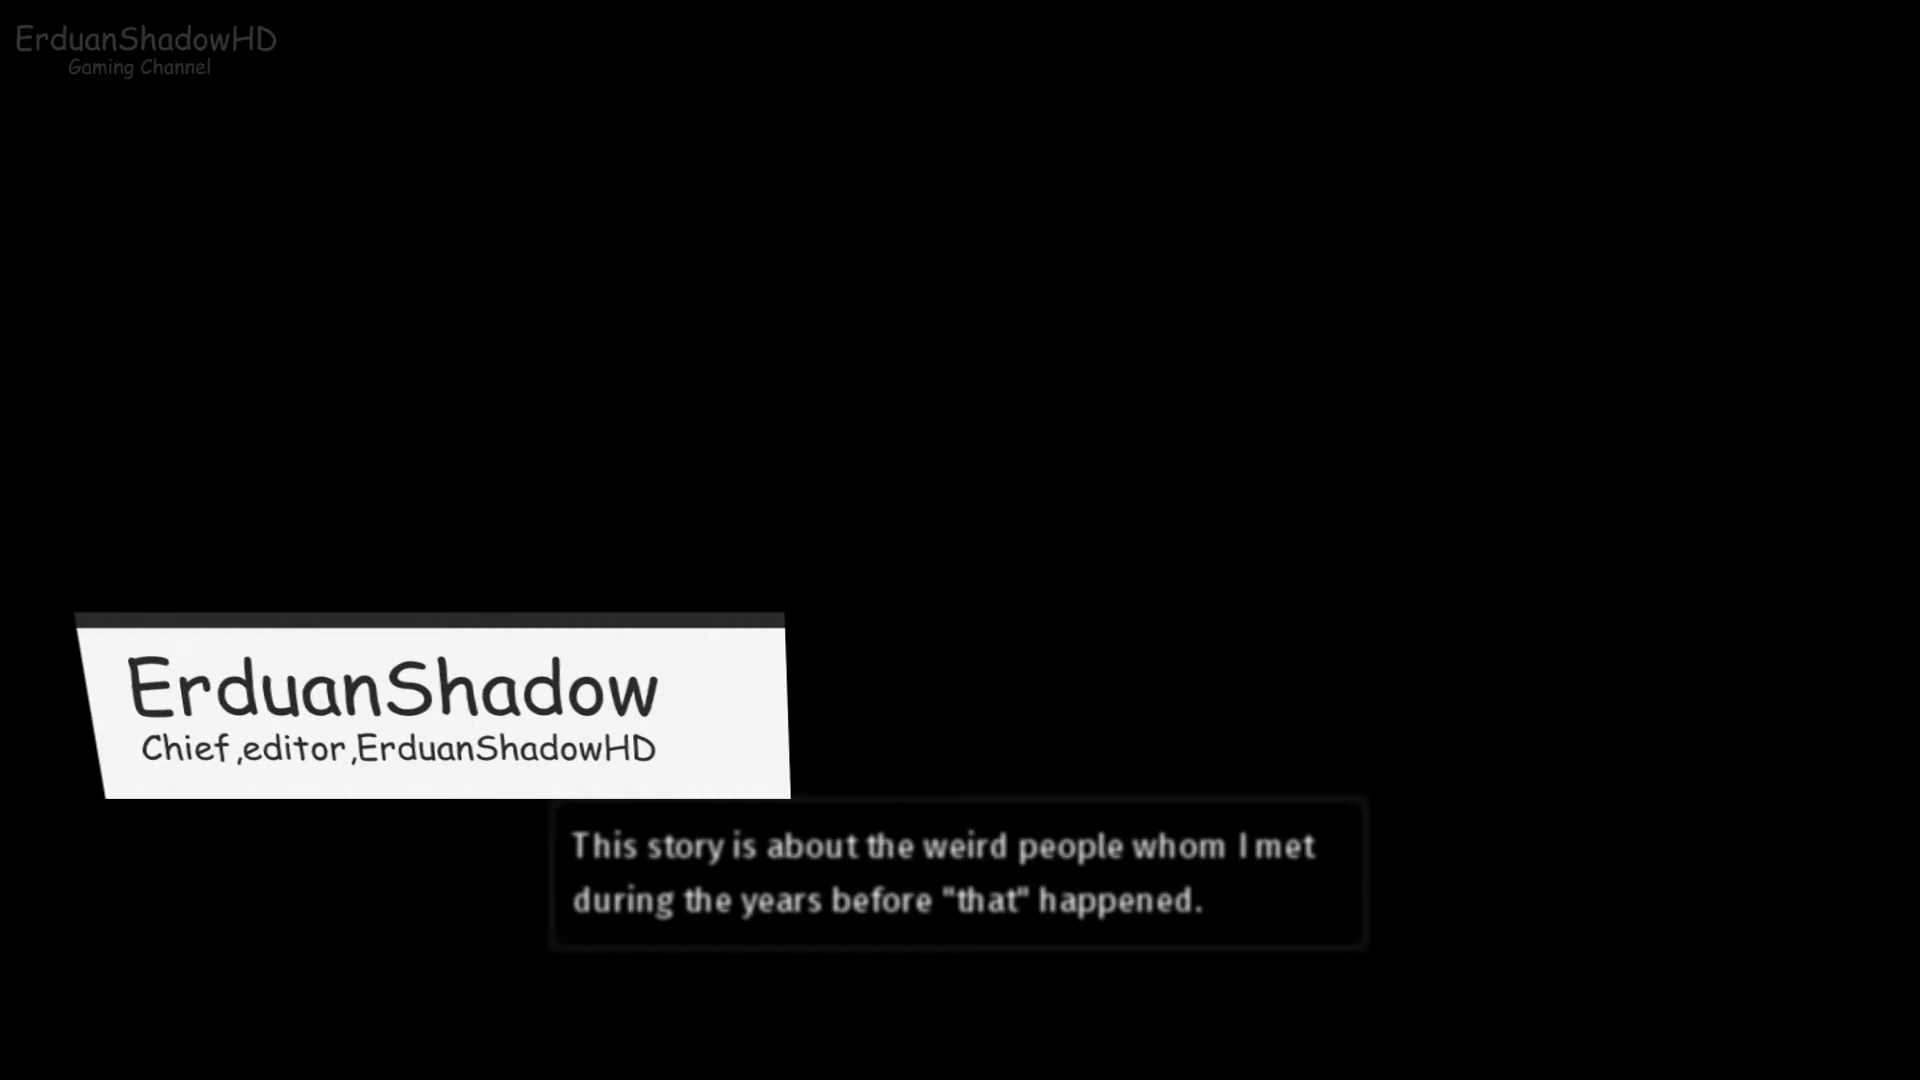 ErduanShadowHD
Gaming Channel
ErduanShadow
Chief,editor,ErduanShadowHD
This story is about the weird people whom I met
during the years before "that" happened.